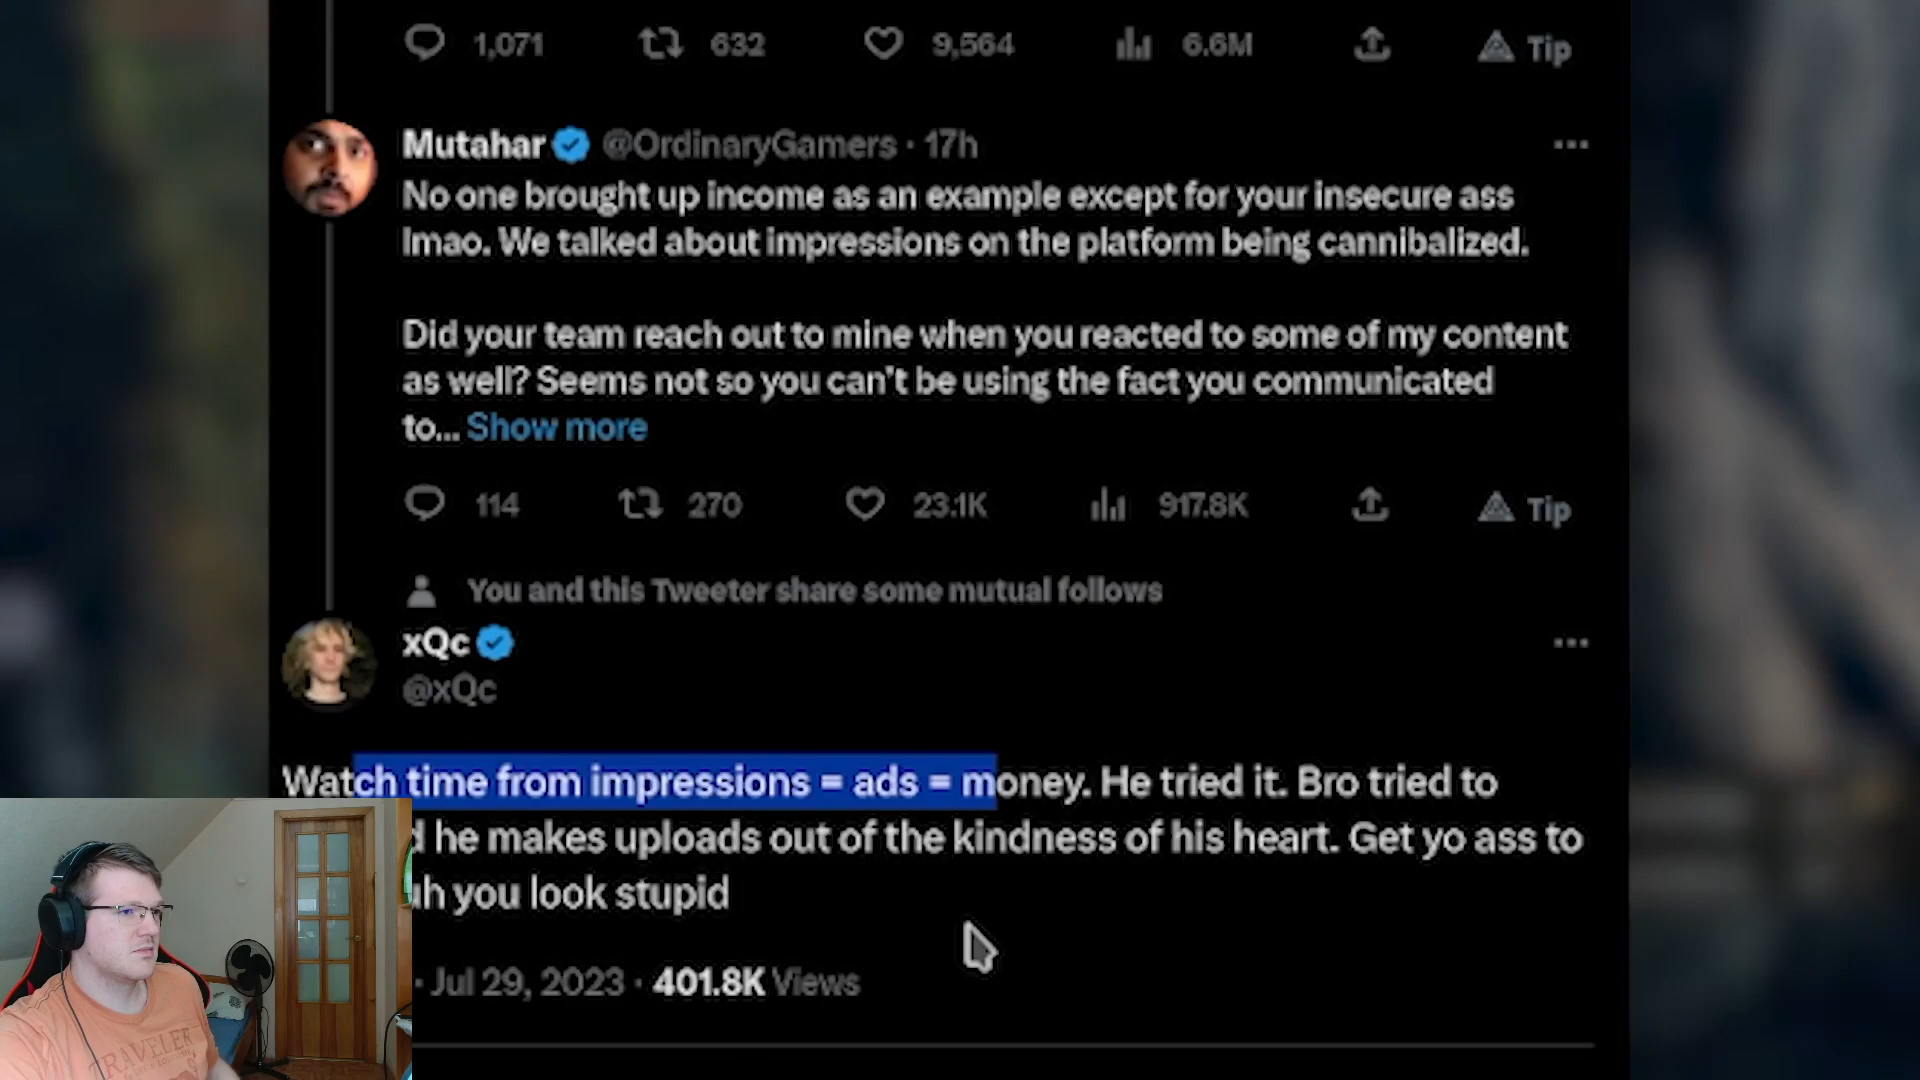 1,071 632 9,564 6.6M Tip
Mutahar @OrdinaryGamers · 17h
No one brought up income as an example except for your insecure ass
lmao. We talked about impressions on the platform being cannibalized.
Did your team reach out to mine when you reacted to some of my content
as well? Seems not so you can't be using the fact you communicated
to... Show more
114 270 23.1K 917.8K Tip
You and this Tweeter share some mutual follows
xQc
@xQc
Watch time from impressions = ads = money. He tried it. Bro tried to
he makes uploads out of the kindness of his heart. Get yo ass to
you look stupid
· Jul 29, 2023 · 401.8K Views
TRAVELER